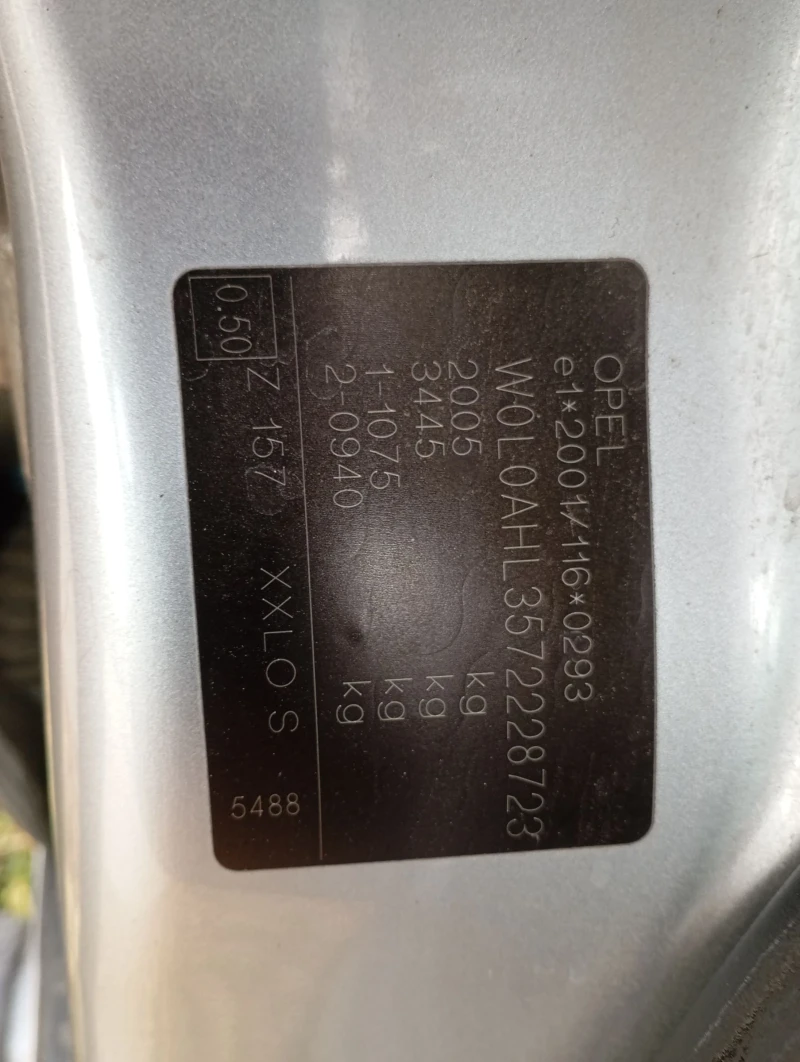 OPEL
e1*2001/116*0293
W0L0AHL3572228723
2005 kg
3445 kg
1-1075 kg
2-0940 kg
0.50 Z 157 XXLO S 5488